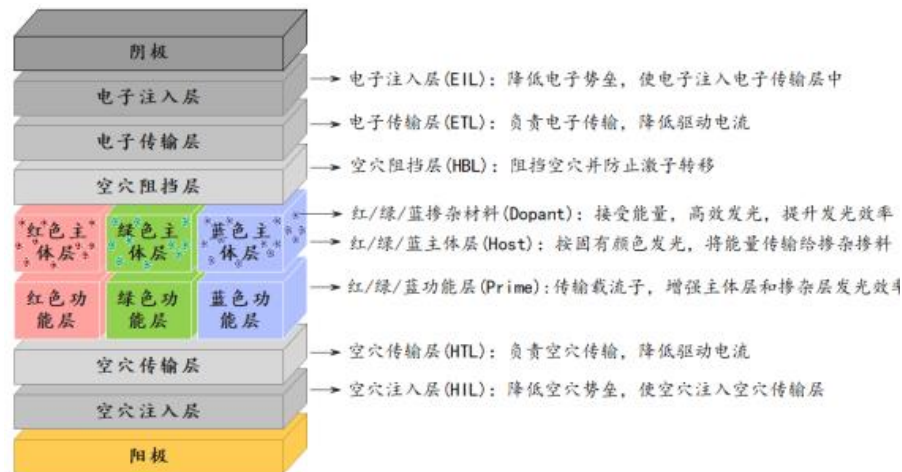 阴极
电子注入层
电子注入层(EIL): 降低电子势垒, 使电子注入电子传输层中
电子传输层
电子传输层(ETL): 负责电子传输, 降低驱动电流
空穴阻挡层
空穴阻挡层(HBL): 阻挡空穴并防止激子转移
红色主
体层
绿色主
体层
蓝色主
体层
红/绿/蓝掺杂材料(Dopant): 接受能量, 高效发光, 提升发光效率
红/绿/蓝主体层(Host): 按固有颜色发光, 将能量传输给掺杂掺料
红色功
能层
绿色功
能层
蓝色功
能层
红/绿/蓝功能层(Prime):传输载流子, 增强主体层和掺杂层发光效率
空穴传输层
空穴传输层(HTL): 负责空穴传输, 降低驱动电流
空穴注入层
空穴注入层(HIL): 降低空穴势垒, 使空穴注入空穴传输层
阳极